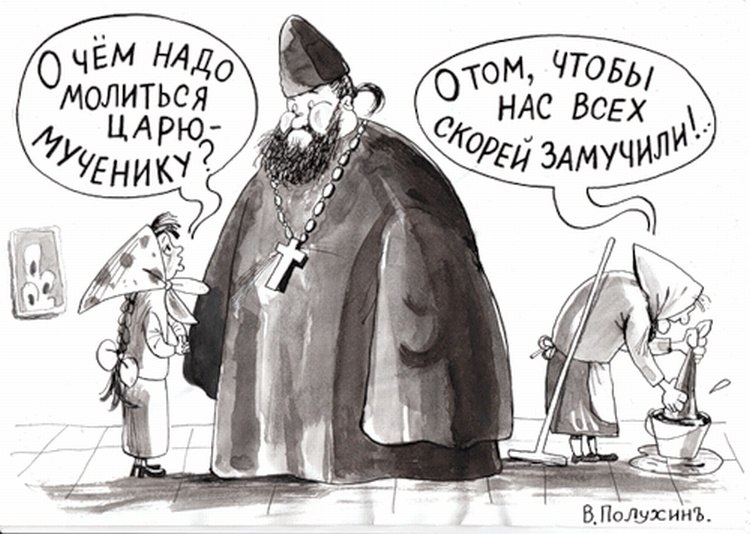 О ЧЁМ НАДО
МОЛИТЬСЯ
ЦАРЮ-
МУЧЕНИКУ?
О ТОМ, ЧТОБЫ
НАС ВСЕХ
СКОРЕЙ ЗАМУЧИЛИ!..
В. Полухинъ.